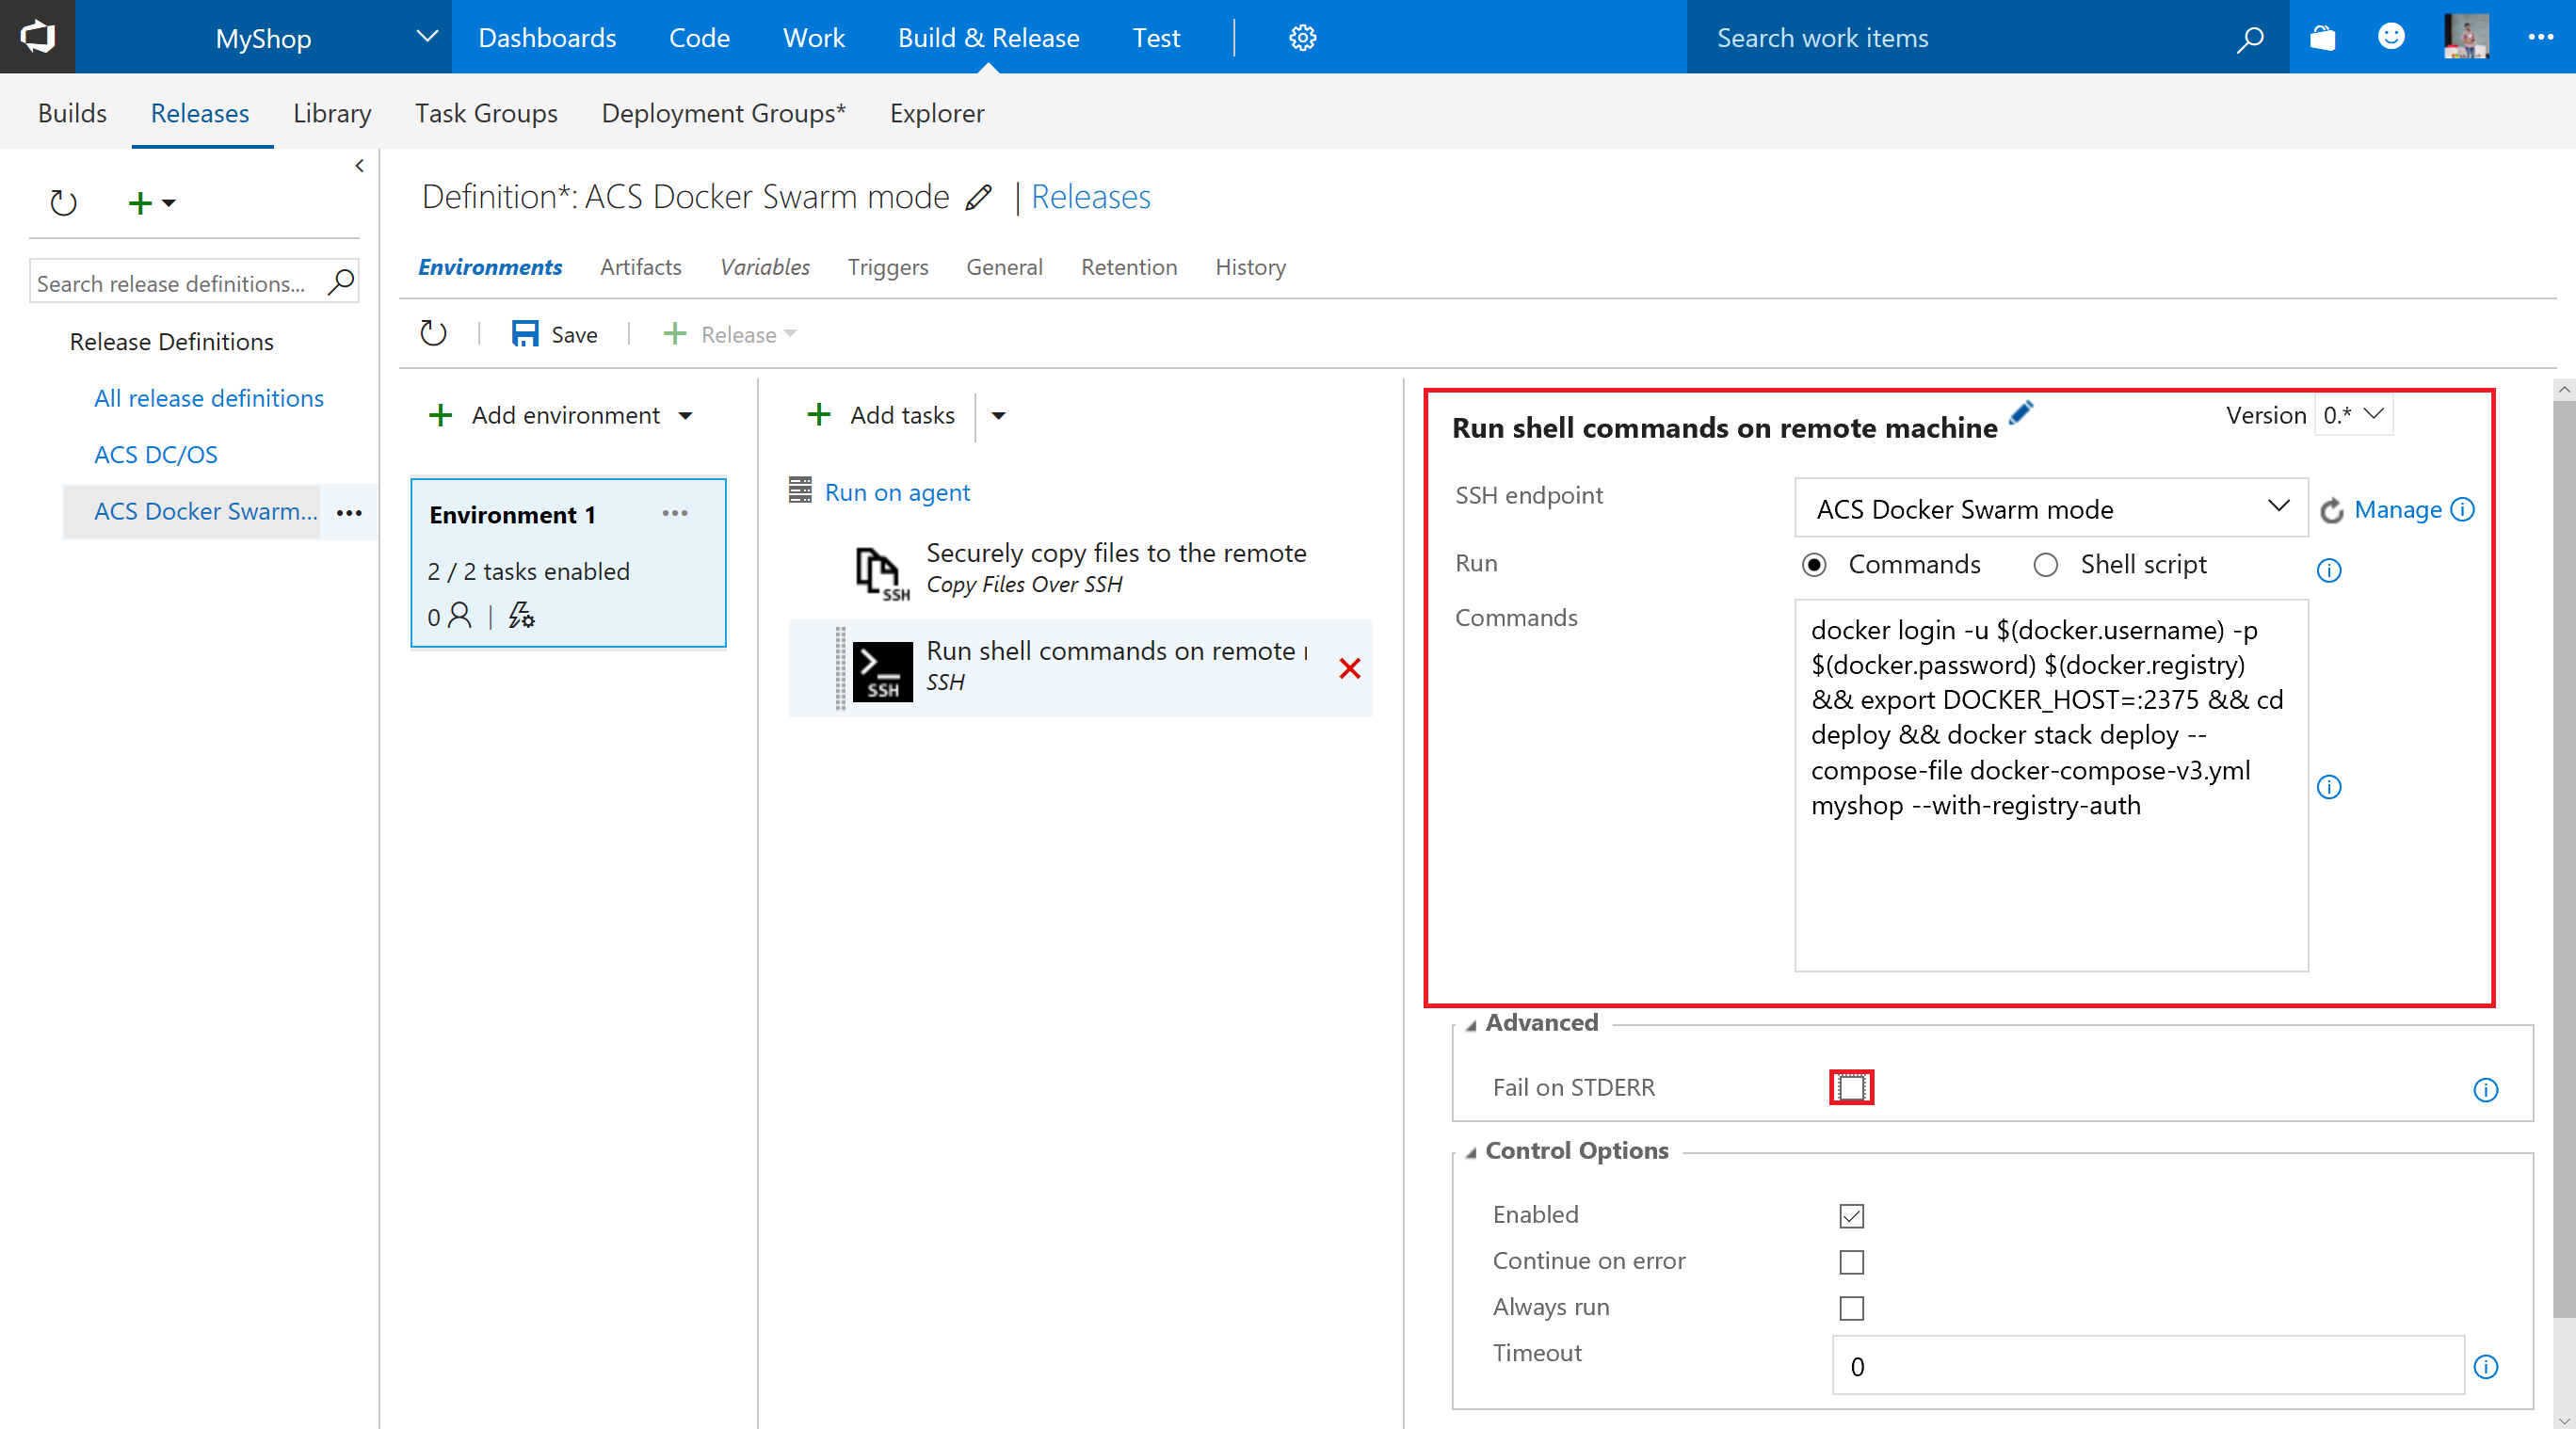 MyShop
Dashboards
Code
Work
Build & Release
Test
Search work items
Builds
Releases
Library
Task Groups
Deployment Groups*
Explorer
Definition*: ACS Docker Swarm mode | Releases
Search release definitions...
Environments
Artifacts
Variables
Triggers
General
Retention
History
Save
Release
Release Definitions
All release definitions
ACS DC/OS
ACS Docker Swarm...
Add environment
Environment 1
2 / 2 tasks enabled
0
Add tasks
Run on agent
Securely copy files to the remote
Copy Files Over SSH
SSH
Run shell commands on remote
SSH
SSH
Run shell commands on remote machine
Version 0.*
SSH endpoint
ACS Docker Swarm mode
Manage
Run
Commands
Shell script
Commands
docker login -u $(docker.username) -p
$(docker.password) $(docker.registry)
&& export DOCKER_HOST=:2375 && cd
deploy && docker stack deploy --
compose-file docker-compose-v3.yml
myshop --with-registry-auth
Advanced
Fail on STDERR
Control Options
Enabled
Continue on error
Always run
Timeout
0